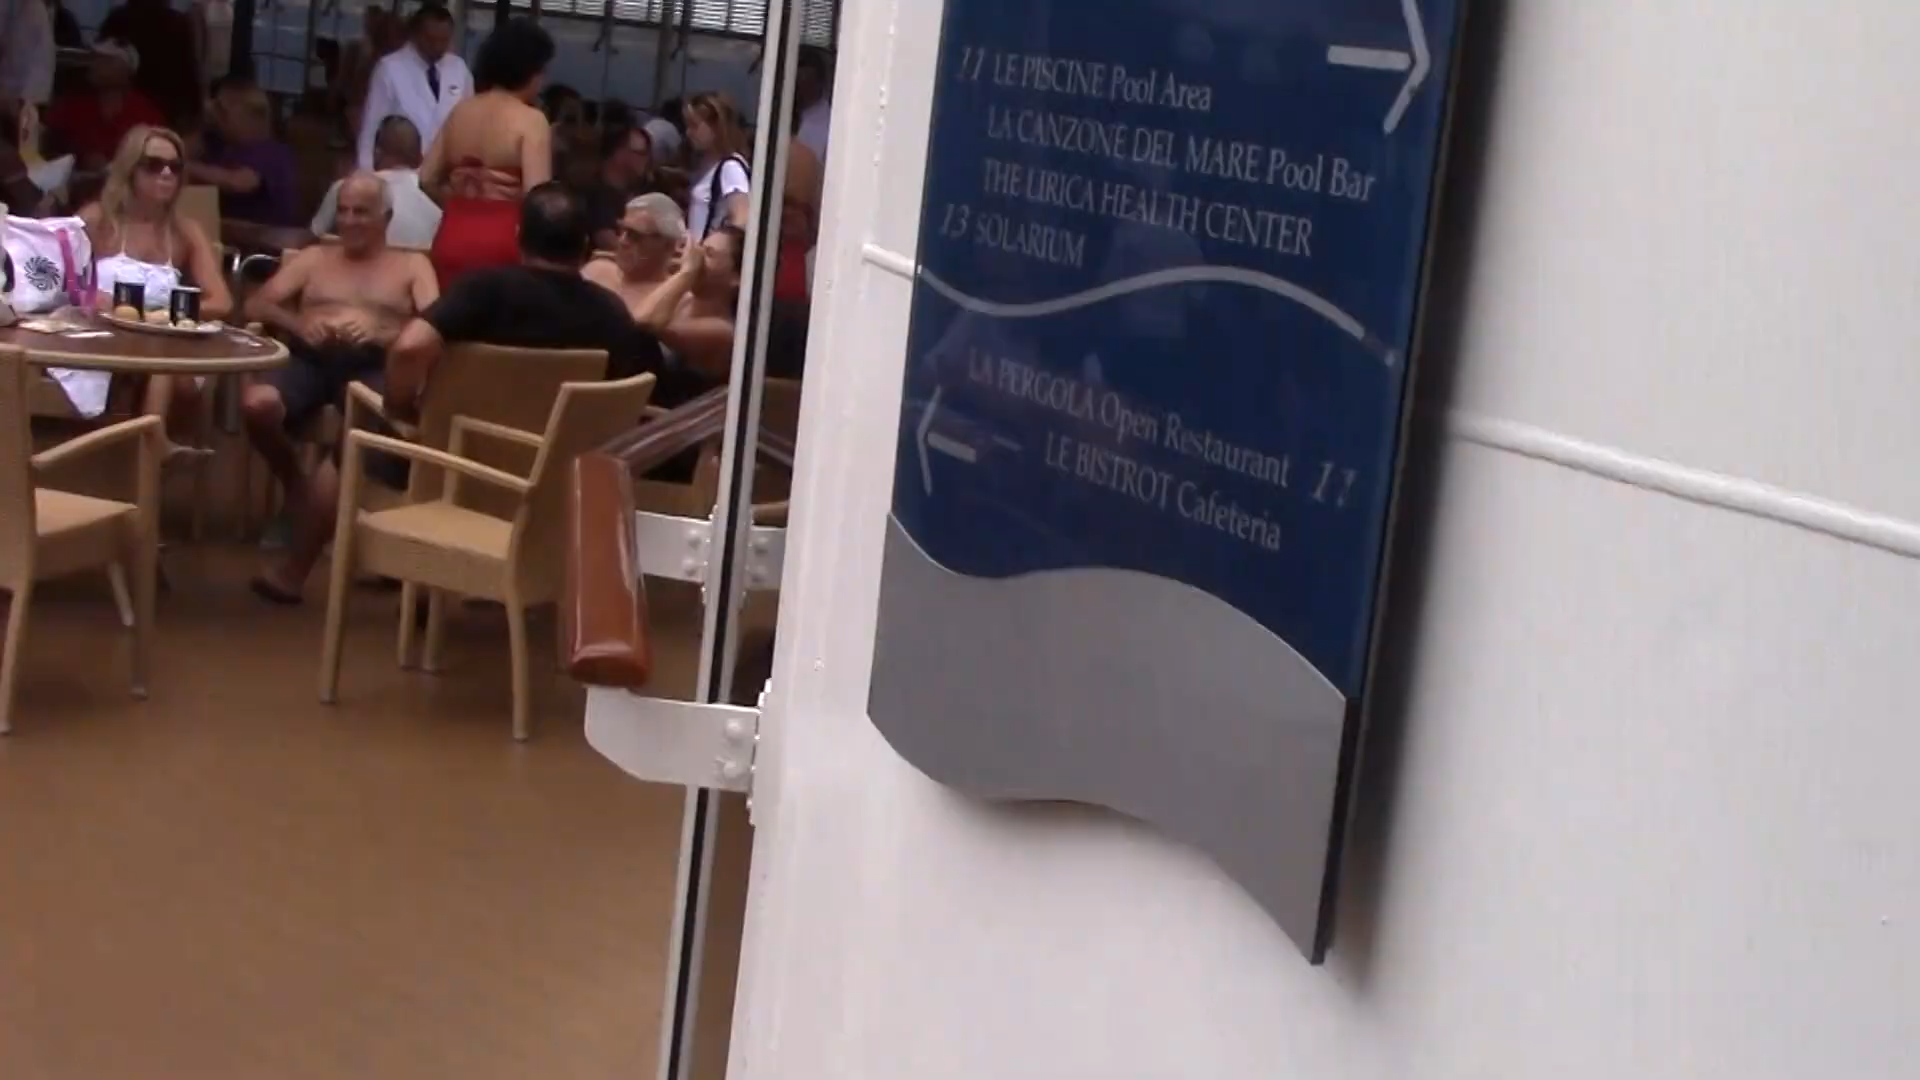 11 LE PISCINE Pool Area
LA CANZONE DEL MARE Pool Bar
THE LIRICA HEALTH CENTER
13 SOLARIUM
LA PERGOLA Open Restaurant 11
LE BISTROT Cafeteria